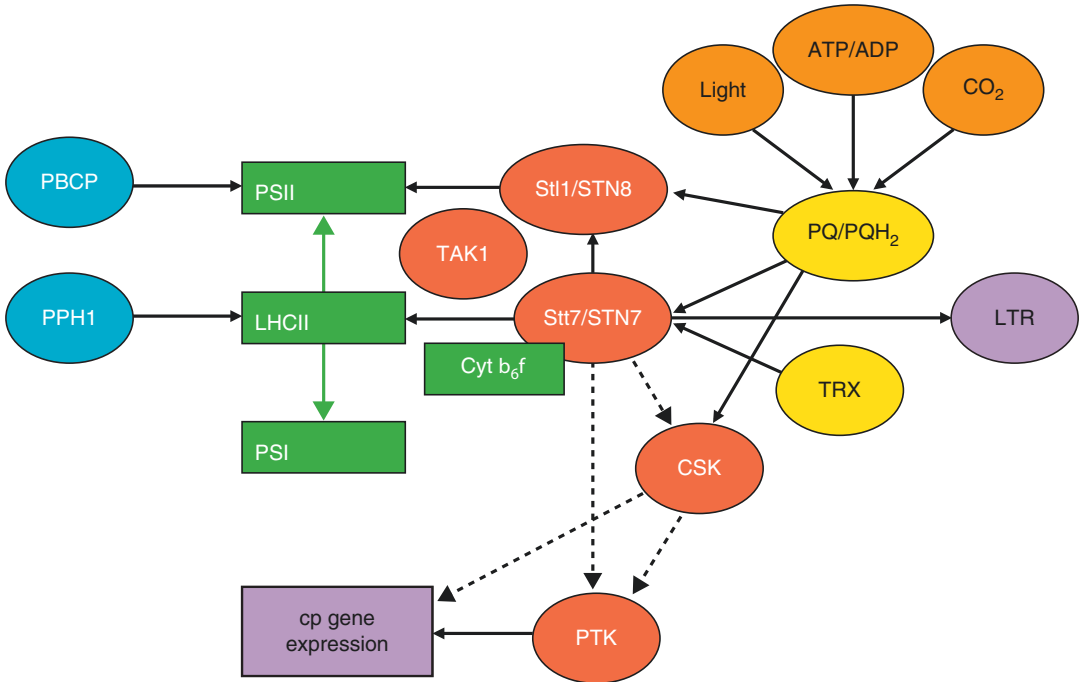 ATP/ADP
Light
CO₂
PBCP
PSII
Stl1/STN8
TAK1
PQ/PQH₂
PPH1
LHCII
Stt7/STN7
LTR
Cyt b₆f
TRX
PSI
CSK
cp gene
expression
PTK